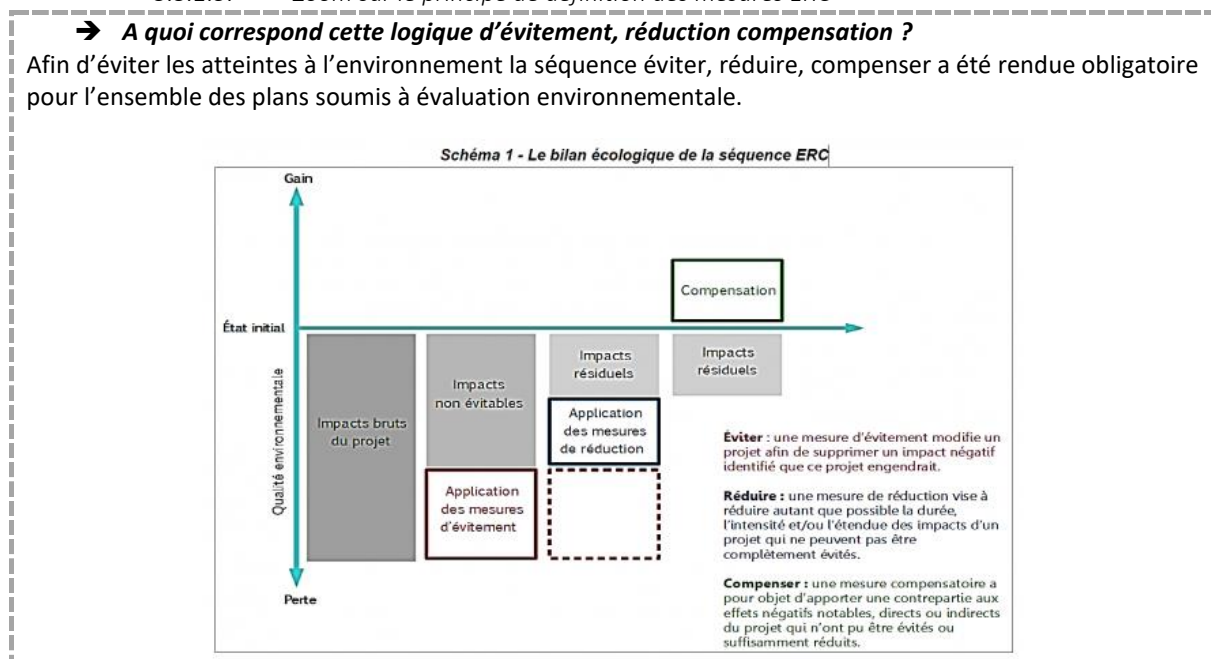 ➔ A quoi correspond cette logique d'évitement, réduction compensation ?
Afin d'éviter les atteintes à l'environnement la séquence éviter, réduire, compenser a été rendue obligatoire
pour l'ensemble des plans soumis à évaluation environnementale.
Schéma 1 - Le bilan écologique de la séquence ERC
Gain
Compensation
État initial
Qualité environnementale
Impacts bruts
du projet
Impacts
non évitables
Application
des mesures
d'évitement
Impacts
résiduels
Application
des mesures
de réduction
Impacts
résiduels
Perte
Éviter : une mesure d'évitement modifie un
projet afin de supprimer un impact négatif
identifié que ce projet engendrait.
Réduire : une mesure de réduction vise à
réduire autant que possible la durée,
l'intensité et/ou l'étendue des impacts d'un
projet qui ne peuvent pas être
complètement évités.
Compenser : une mesure compensatoire a
pour objet d'apporter une contrepartie aux
effets négatifs notables, directs ou indirects
du projet qui n'ont pu être évités ou
suffisamment réduits.